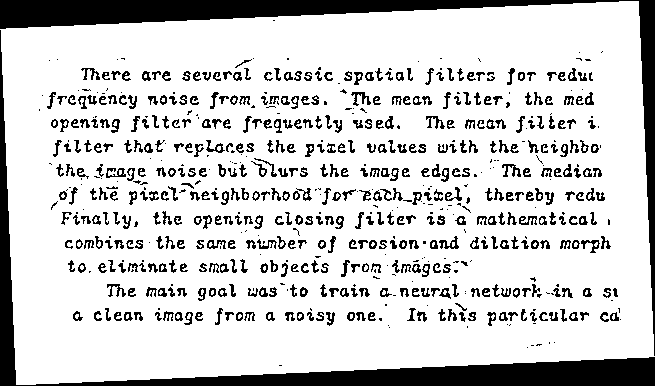 There are several classic spatial filters for reduc
frequency noise from images. The mean filter, the med
opening filter are frequently used. The mean filter i
filter that replaces the pixel values with the neighbo
the image noise but blurs the image edges. The median
of the pixel neighborhood for each pixel, thereby redu
Finally, the opening closing filter is a mathematical
combines the same number of erosion and dilation morph
to eliminate small objects from images.
The main goal was to train a neural network in a
a clean image from a noisy one. In this particular ca